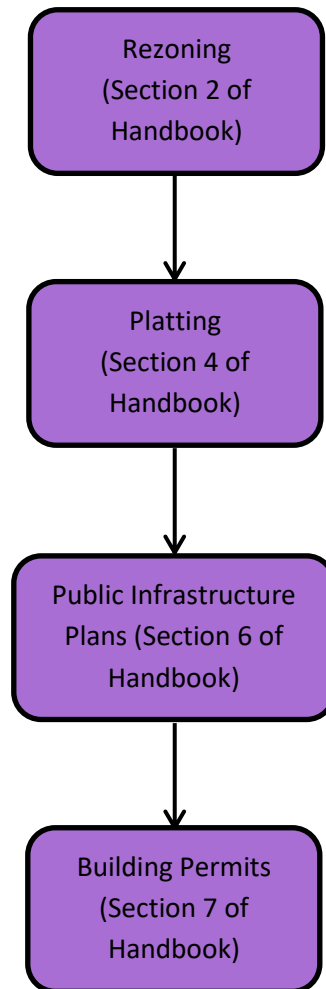 Rezoning
(Section 2 of
Handbook)
Platting
(Section 4 of
Handbook)
Public Infrastructure
Plans (Section 6 of
Handbook)
Building Permits
(Section 7 of
Handbook)